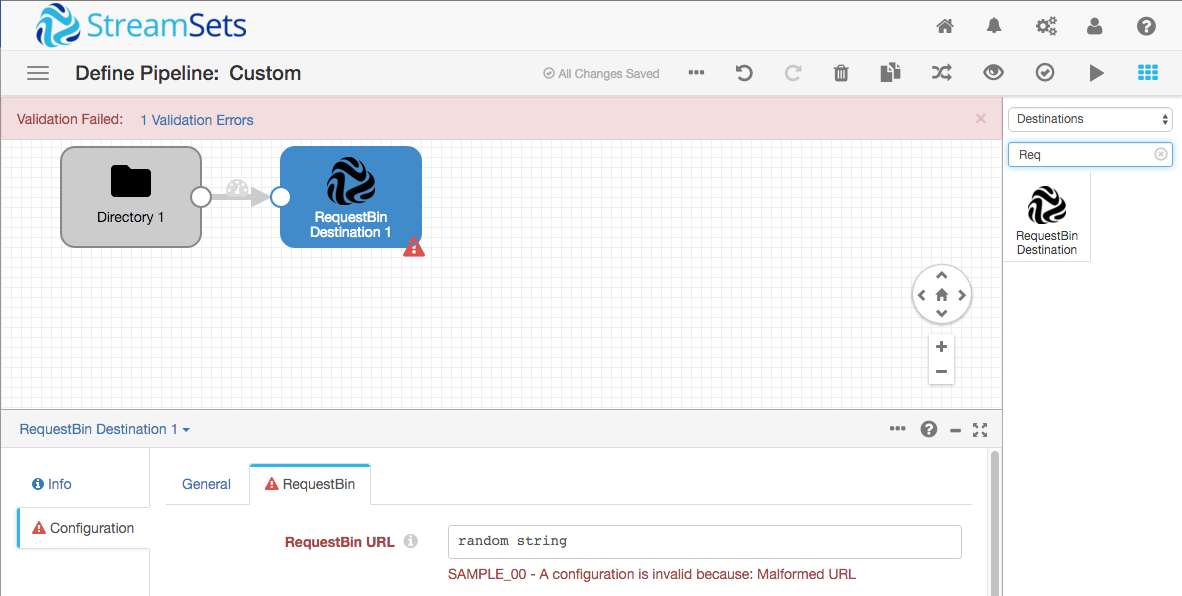 StreamSets
Define Pipeline: Custom
All Changes Saved
Validation Failed: 1 Validation Errors
Destinations
Req
Directory 1
RequestBin
Destination 1
RequestBin
Destination
RequestBin Destination 1
Info
General
RequestBin
Configuration
RequestBin URL
random string
SAMPLE_00 - A configuration is invalid because: Malformed URL